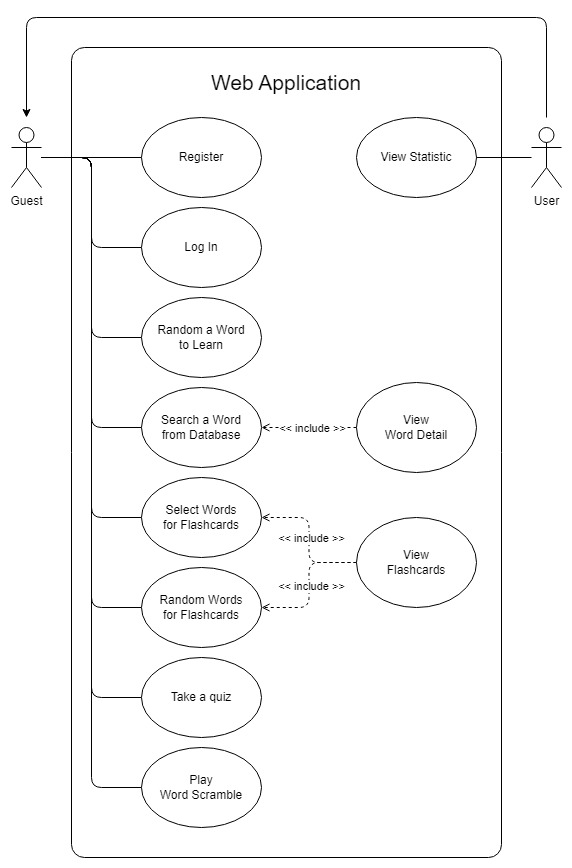 Web Application
Register
View Statistic
Guest
User
Log In
Random a Word
to Learn
Search a Word
from Database
<< include >>
View
Word Detail
Select Words
for Flashcards
<< include >>
View
Flashcards
<< include >>
Random Words
for Flashcards
Take a quiz
Play
Word Scramble